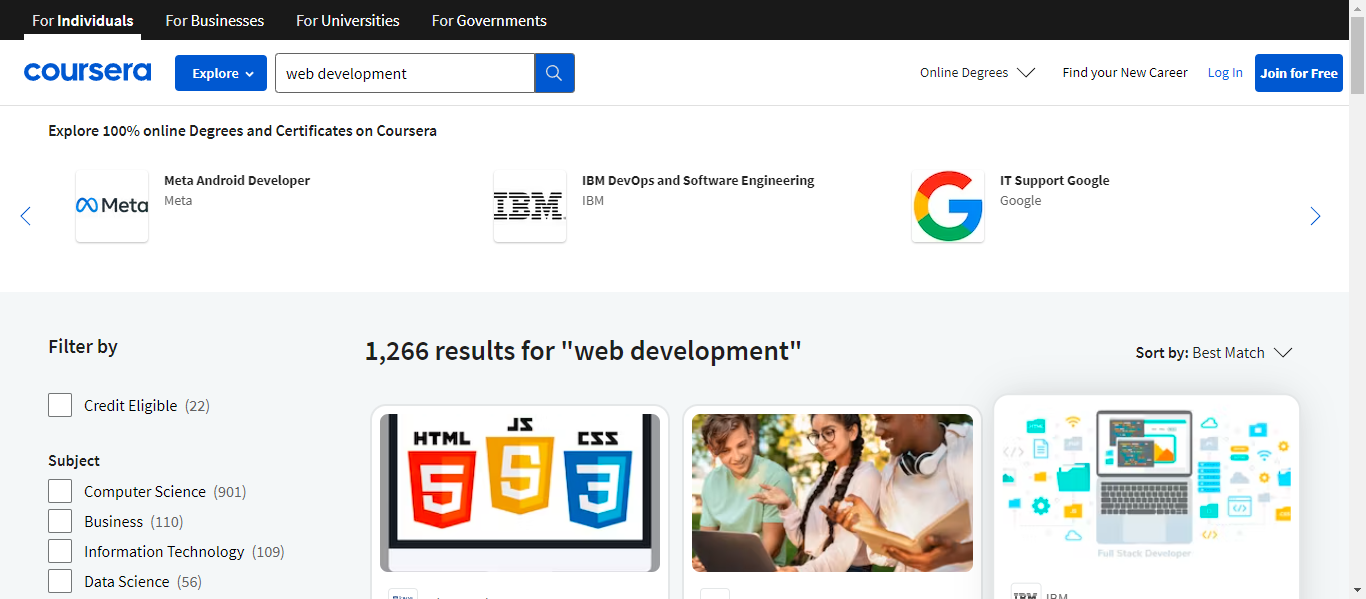 For Individuals For Businesses For Universities For Governments
coursera Explore web development Online Degrees Find your New Career Log In Join for Free
Explore 100% online Degrees and Certificates on Coursera
Meta Meta Android Developer
Meta
IBM IBM DevOps and Software Engineering
IBM
IT Support Google
Google
Filter by
1,266 results for "web development"
Sort by: Best Match
Credit Eligible (22)
Subject
Computer Science (901)
Business (110)
Information Technology (109)
Data Science (56)
HTML JS CSS
5 5 3
Full Stack Developer
IBM IBM